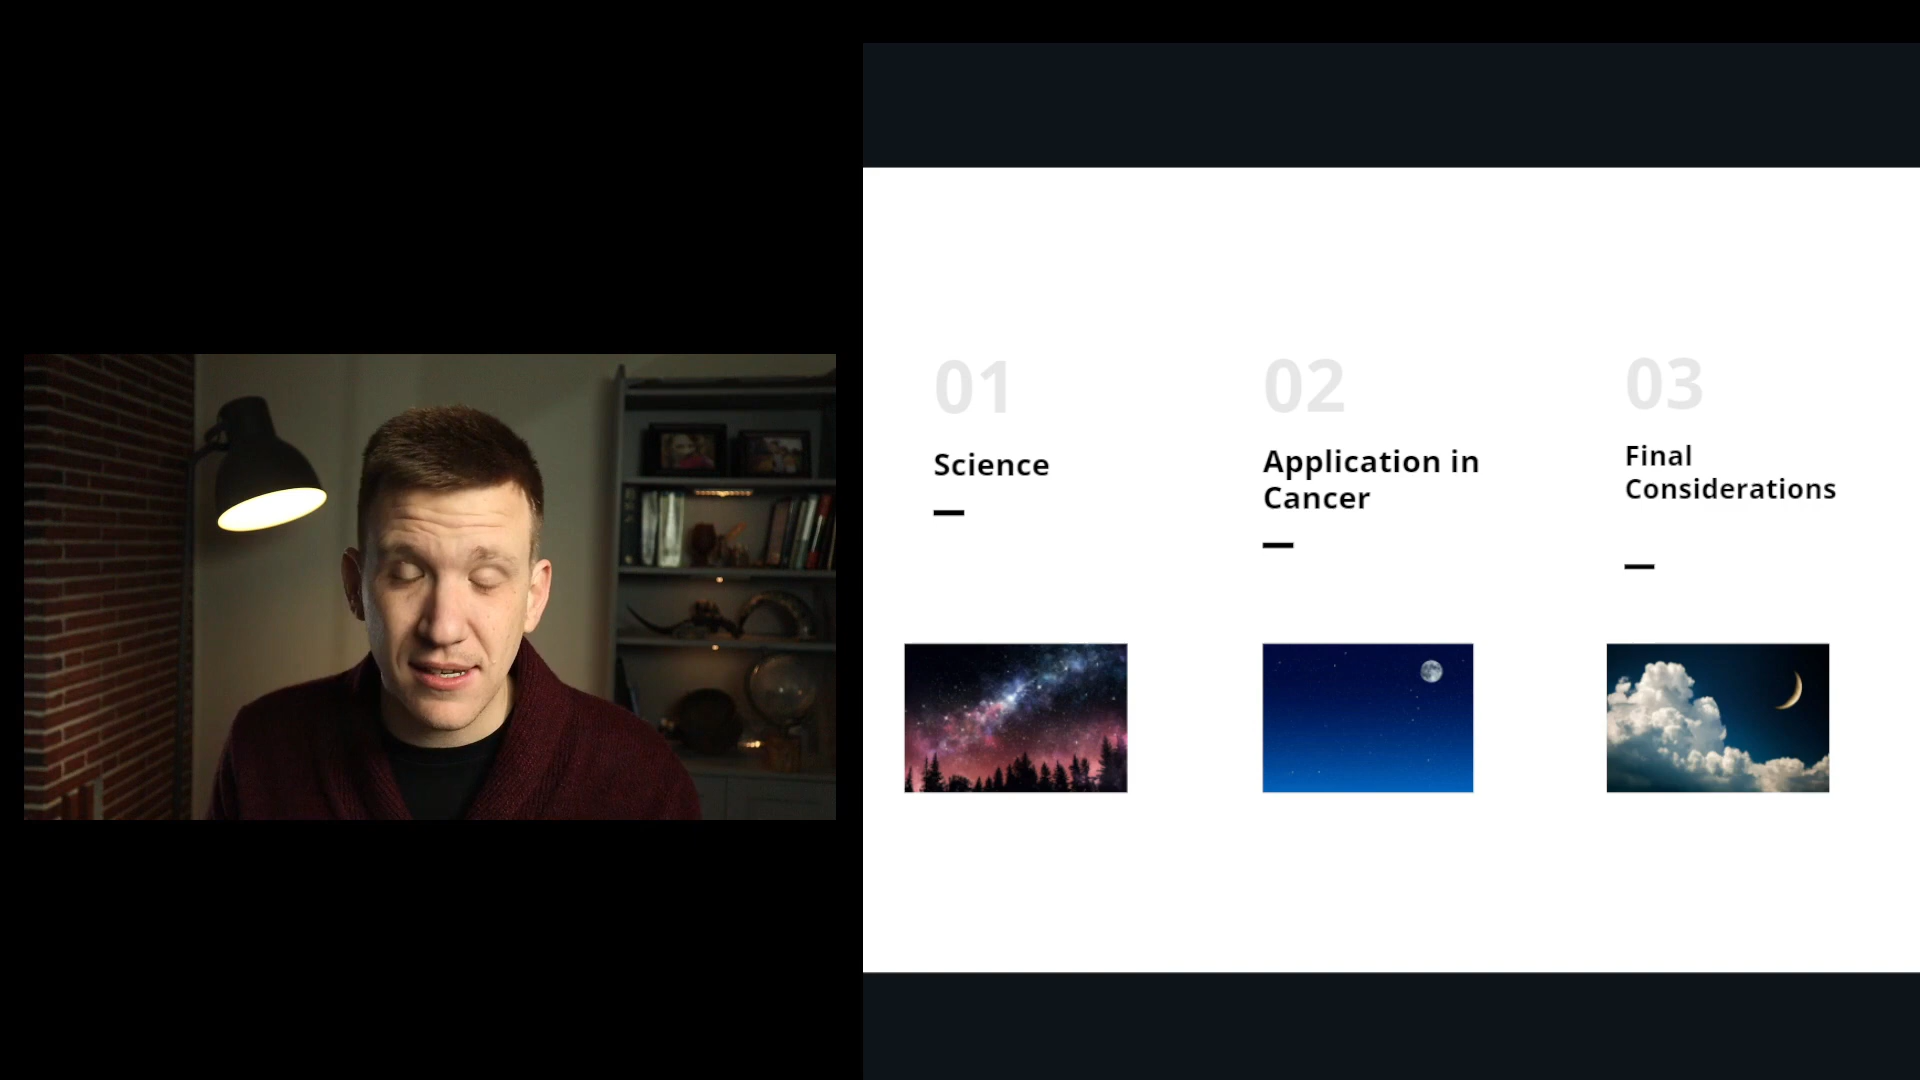 01
Science
02
Application in
Cancer
03
Final
Considerations